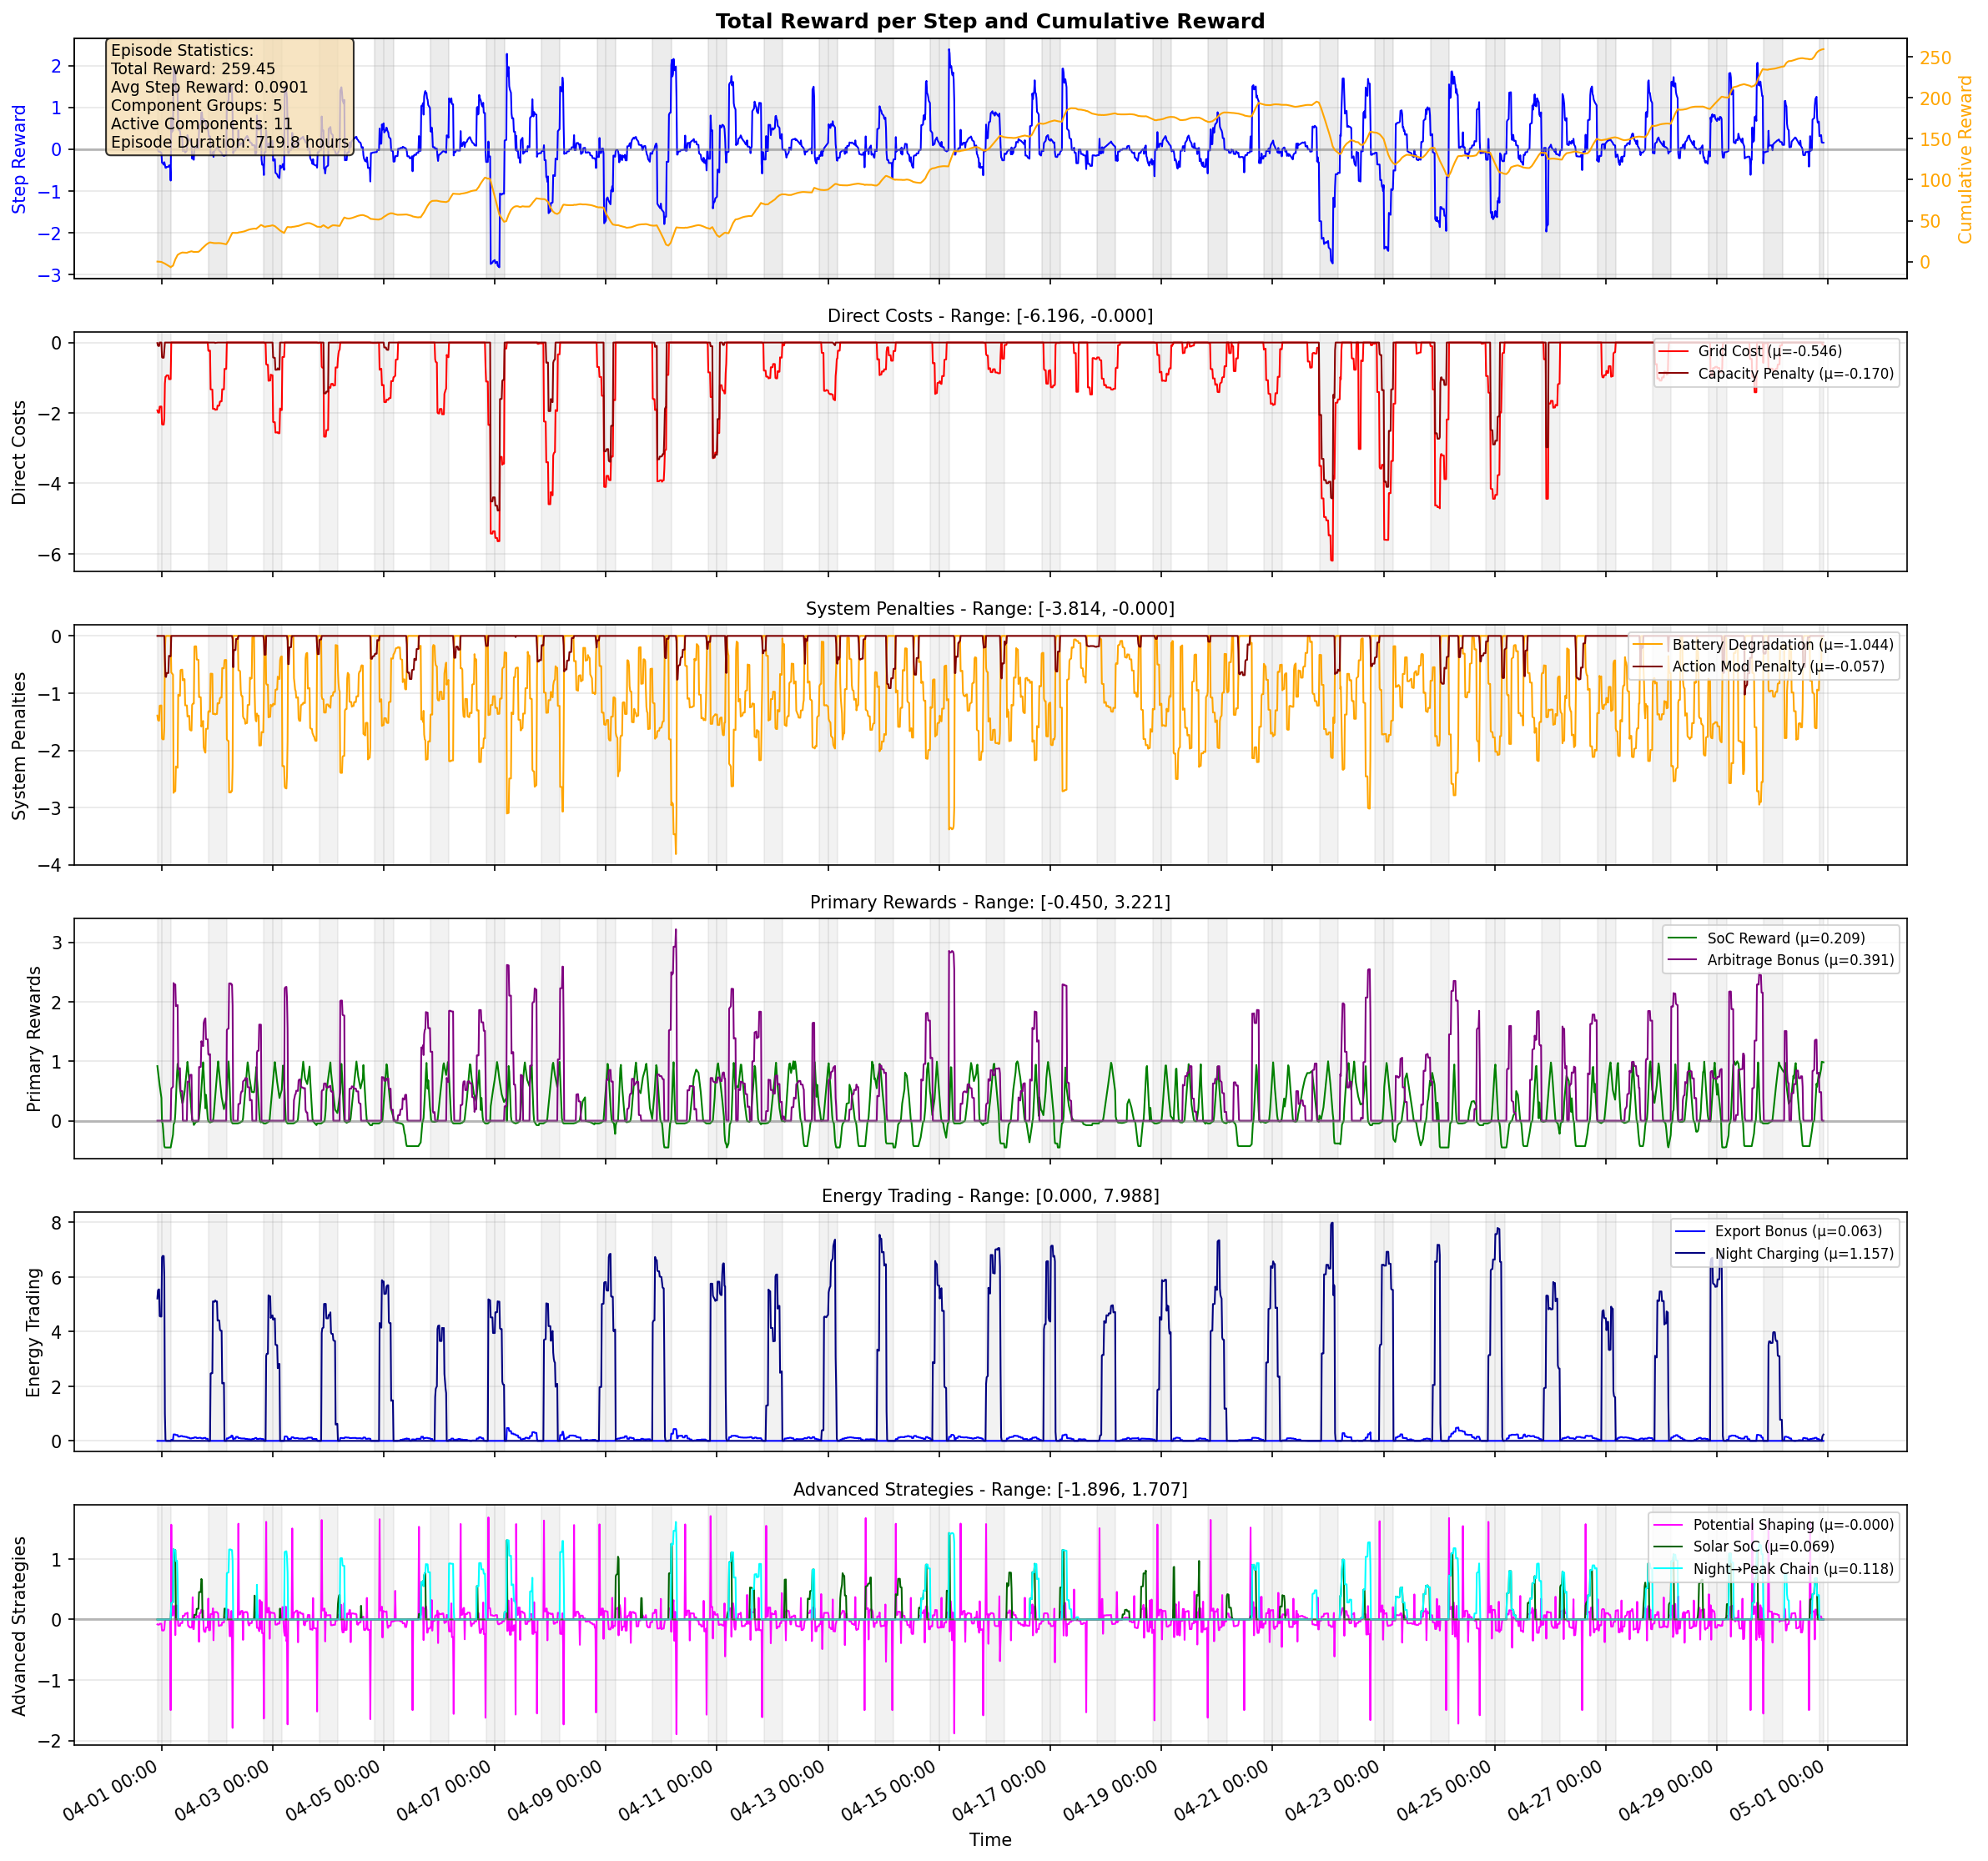 Total Reward per Step and Cumulative Reward
Episode Statistics:
Total Reward: 259.45
Avg Step Reward: 0.0901
Component Groups: 5
Active Components: 11
Episode Duration: 719.8 hours
Step Reward
2
1
0
−1
−2
−3
Cumulative Reward
250
200
150
100
50
0
Direct Costs - Range: [-6.196, -0.000]
Direct Costs
0
−2
−4
−6
Grid Cost (μ=-0.546)
Capacity Penalty (μ=-0.170)
System Penalties - Range: [-3.814, -0.000]
System Penalties
0
−1
−2
−3
−4
Battery Degradation (μ=-1.044)
Action Mod Penalty (μ=-0.057)
Primary Rewards - Range: [-0.450, 3.221]
Primary Rewards
3
2
1
0
SoC Reward (μ=0.209)
Arbitrage Bonus (μ=0.391)
Energy Trading - Range: [0.000, 7.988]
Energy Trading
8
6
4
2
0
Export Bonus (μ=0.063)
Night Charging (μ=1.157)
Advanced Strategies - Range: [-1.896, 1.707]
Advanced Strategies
1
0
−1
−2
Potential Shaping (μ=-0.000)
Solar SoC (μ=0.069)
Night→Peak Chain (μ=0.118)
04-01 00:00
04-03 00:00
04-05 00:00
04-07 00:00
04-09 00:00
04-11 00:00
04-13 00:00
04-15 00:00
04-17 00:00
04-19 00:00
04-21 00:00
04-23 00:00
04-25 00:00
04-27 00:00
04-29 00:00
05-01 00:00
Time